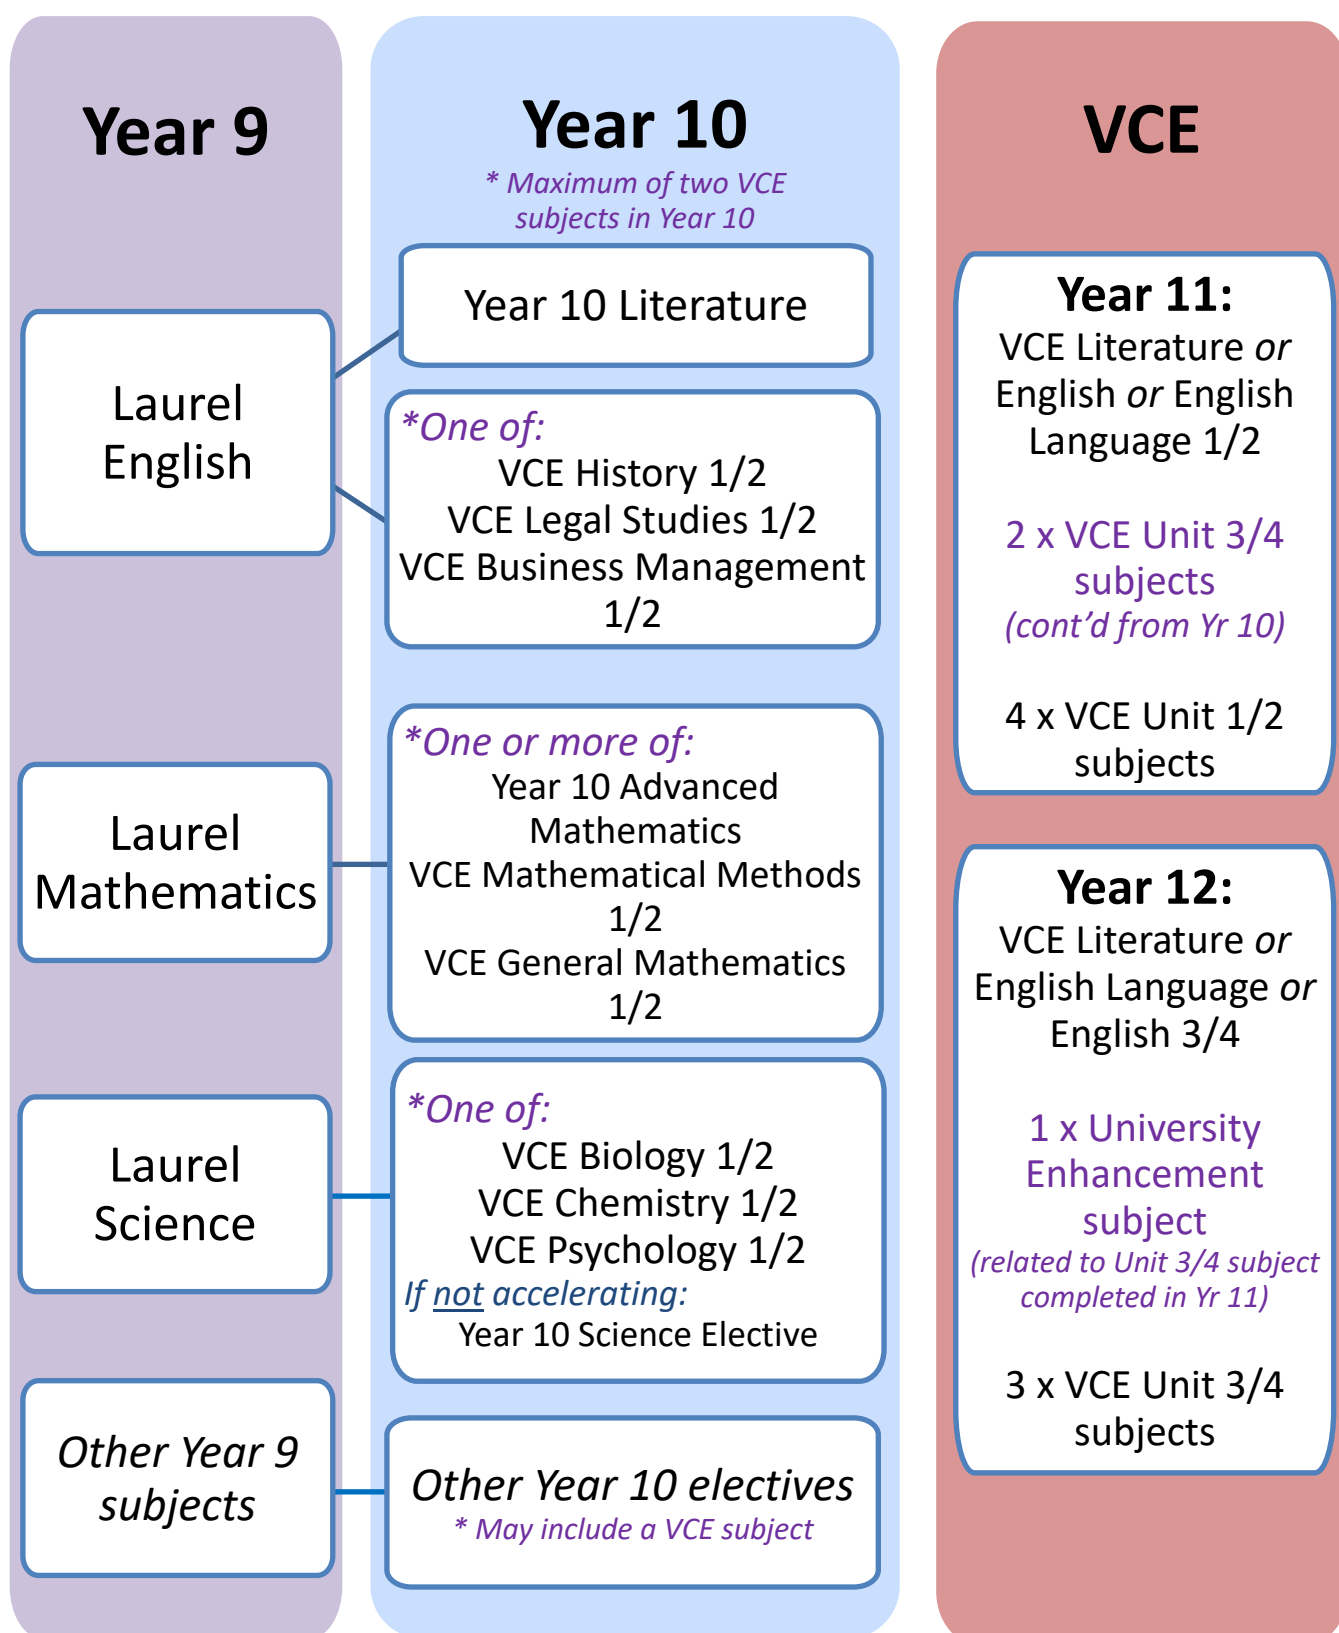 Year 9
Laurel
English
Laurel
Mathematics
Laurel
Science
Other Year 9
subjects
Year 10
* Maximum of two VCE
subjects in Year 10
Year 10 Literature
*One of:
VCE History 1/2
VCE Legal Studies 1/2
VCE Business Management
1/2
*One or more of:
Year 10 Advanced
Mathematics
VCE Mathematical Methods
1/2
VCE General Mathematics
1/2
*One of:
VCE Biology 1/2
VCE Chemistry 1/2
VCE Psychology 1/2
If not accelerating:
Year 10 Science Elective
Other Year 10 electives
* May include a VCE subject
VCE
Year 11:
VCE Literature or
English or English
Language 1/2
2 x VCE Unit 3/4
subjects
(cont’d from Yr 10)
4 x VCE Unit 1/2
subjects
Year 12:
VCE Literature or
English Language or
English 3/4
1 x University
Enhancement
subject
(related to Unit 3/4 subject
completed in Yr 11)
3 x VCE Unit 3/4
subjects